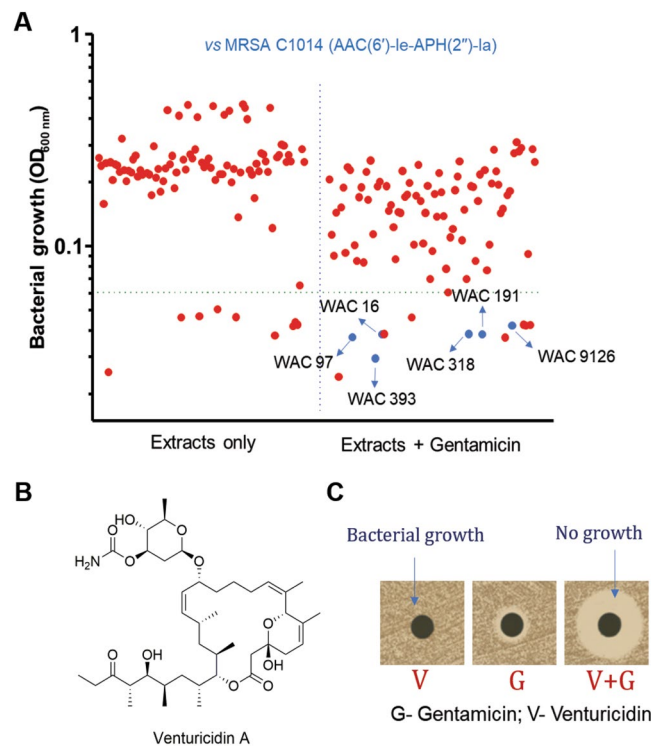 A
1
vs MRSA C1014 (AAC(6′)-Ie-APH(2″)-Ia)
Bacterial growth (OD600 nm)
0.1
WAC 16
WAC 191
WAC 97
WAC 318
WAC 9126
WAC 393
Extracts only
Extracts + Gentamicin
B
HO
O
O
H2N
O
O
O
O
OH
O
OH
O
O
Venturicidin A
C
Bacterial growth
No growth
V
G
V+G
G- Gentamicin; V- Venturicidin